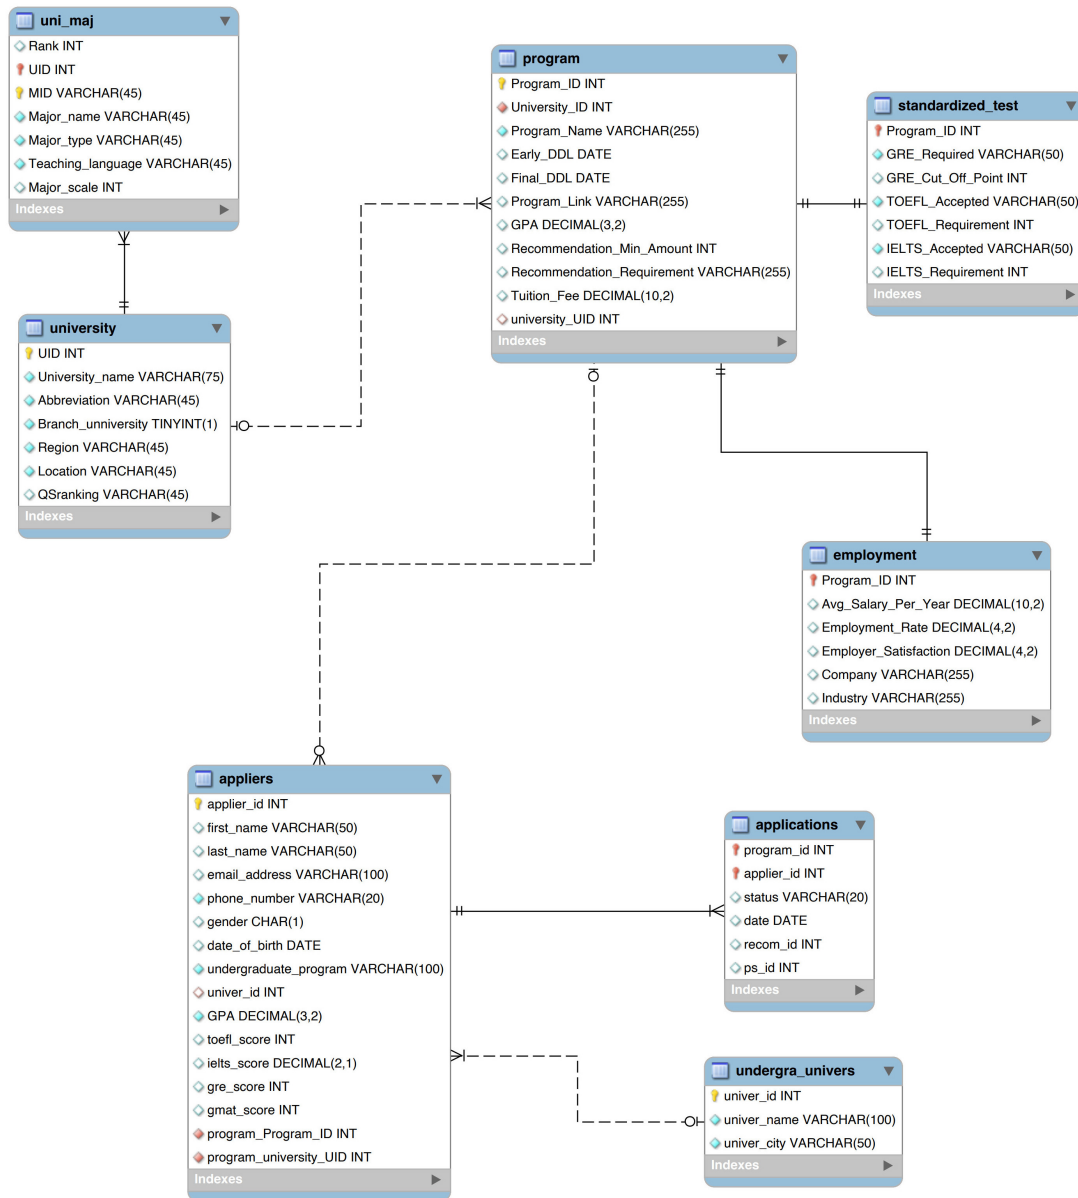 uni_maj
Rank INT
UID INT
MID VARCHAR(45)
Major_name VARCHAR(45)
Major_type VARCHAR(45)
Teaching_language VARCHAR(45)
Major_scale INT
Indexes
program
Program_ID INT
University_ID INT
Program_Name VARCHAR(255)
Early_DDL DATE
Final_DDL DATE
Program_Link VARCHAR(255)
GPA DECIMAL(3,2)
Recommendation_Min_Amount INT
Recommendation_Requirement VARCHAR(255)
Tuition_Fee DECIMAL(10,2)
university_UID INT
Indexes
standardized_test
Program_ID INT
GRE_Required VARCHAR(50)
GRE_Cut_Off_Point INT
TOEFL_Accepted VARCHAR(50)
TOEFL_Requirement INT
IELTS_Accepted VARCHAR(50)
IELTS_Requirement INT
Indexes
university
UID INT
University_name VARCHAR(75)
Abbreviation VARCHAR(45)
Branch_unniversity TINYINT(1)
Region VARCHAR(45)
Location VARCHAR(45)
QSranking VARCHAR(45)
Indexes
employment
Program_ID INT
Avg_Salary_Per_Year DECIMAL(10,2)
Employment_Rate DECIMAL(4,2)
Employer_Satisfaction DECIMAL(4,2)
Company VARCHAR(255)
Industry VARCHAR(255)
Indexes
appliers
applier_id INT
first_name VARCHAR(50)
last_name VARCHAR(50)
email_address VARCHAR(100)
phone_number VARCHAR(20)
gender CHAR(1)
date_of_birth DATE
undergraduate_program VARCHAR(100)
univer_id INT
GPA DECIMAL(3,2)
toefl_score INT
ielts_score DECIMAL(2,1)
gre_score INT
gmat_score INT
program_Program_ID INT
program_university_UID INT
Indexes
applications
program_id INT
applier_id INT
status VARCHAR(20)
date DATE
recom_id INT
ps_id INT
Indexes
undergra_univers
univer_id INT
univer_name VARCHAR(100)
univer_city VARCHAR(50)
Indexes